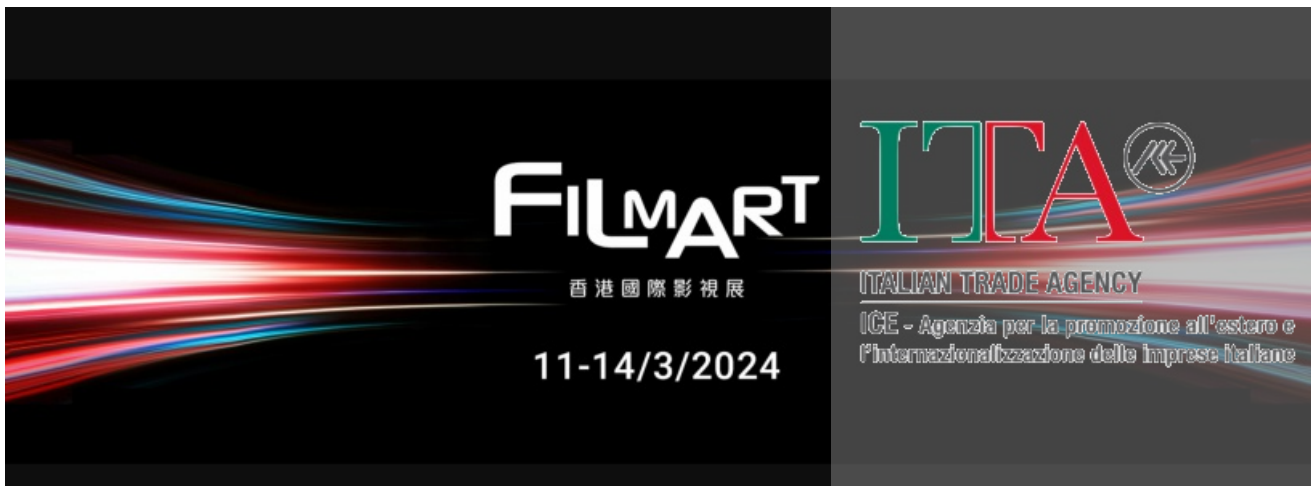 FILMART
香港國際影視展
11-14/3/2024
ITA
ITALIAN TRADE AGENCY
ICE - Agenzia per la promozione all'estero e
l'internazionalizzazione delle imprese italiane